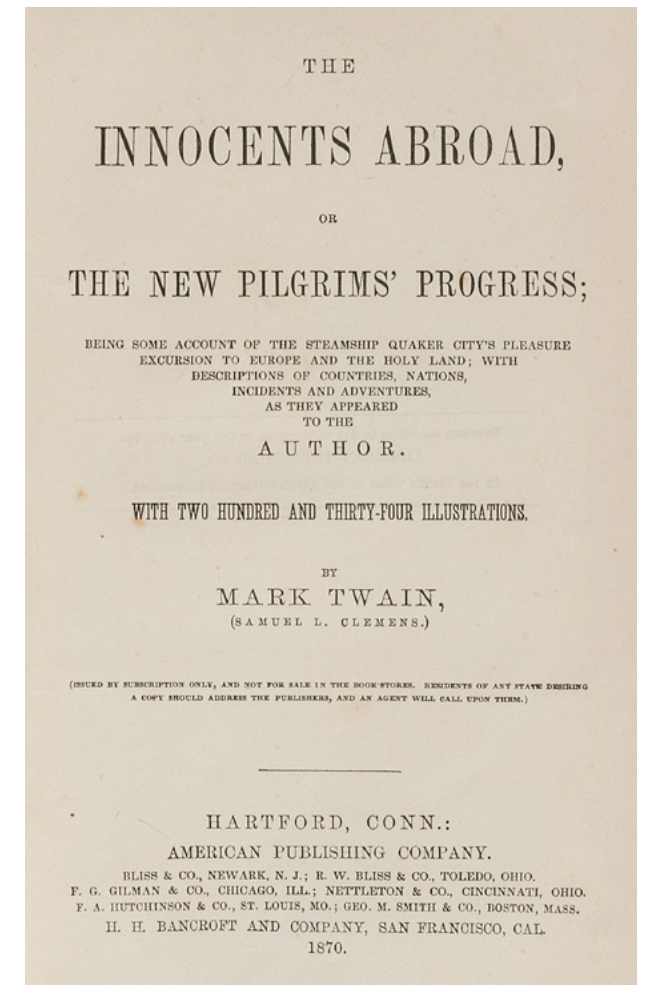 THE
INNOCENTS ABROAD,
OR
THE NEW PILGRIMS' PROGRESS;
BEING SOME ACCOUNT OF THE STEAMSHIP QUAKER CITY'S PLEASURE
EXCURSION TO EUROPE AND THE HOLY LAND; WITH
DESCRIPTIONS OF COUNTRIES, NATIONS,
INCIDENTS AND ADVENTURES,
AS THEY APPEARED
TO THE
AUTHOR.
WITH TWO HUNDRED AND THIRTY-FOUR ILLUSTRATIONS.
BY
MARK TWAIN,
(SAMUEL L. CLEMENS.)
(ISSUED BY SUBSCRIPTION ONLY, AND NOT FOR SALE IN THE BOOK-STORES. RESIDENTS OF ANY STATE DESIRING
A COPY SHOULD ADDRESS THE PUBLISHERS, AND AN AGENT WILL CALL UPON THEM.)
HARTFORD, CONN.:
AMERICAN PUBLISHING COMPANY.
BLISS & CO., NEWARK, N. J.; R. W. BLISS & CO., TOLEDO, OHIO.
F. G. GILMAN & CO., CHICAGO, ILL.; NETTLETON & CO., CINCINNATI, OHIO.
F. A. HUTCHINSON & CO., ST. LOUIS, MO.; GEO. M. SMITH & CO., BOSTON, MASS.
H. H. BANCROFT AND COMPANY, SAN FRANCISCO, CAL.
1870.